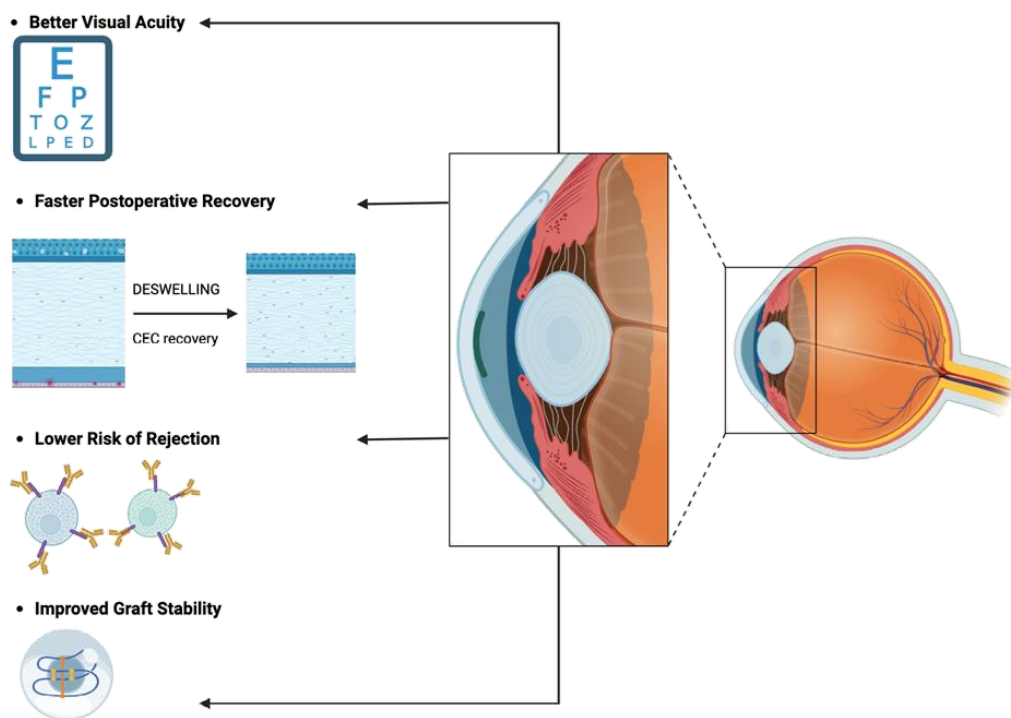 • Better Visual Acuity
E
F P
T O Z
L P E D
• Faster Postoperative Recovery
DESWELLING
CEC recovery
• Lower Risk of Rejection
• Improved Graft Stability